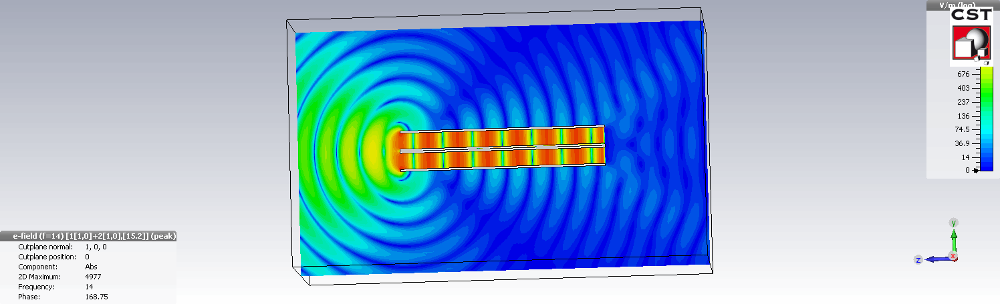 V/m (log)
CST
676
403
237
136
74.5
36.9
14
0
e-field (f=14) [1[1,0]+2[1,0],[15.2]] (peak)
Cutplane normal: 1, 0, 0
Cutplane position: 0
Component: Abs
2D Maximum: 4977
Frequency: 14
Phase: 168.75
y
z
x